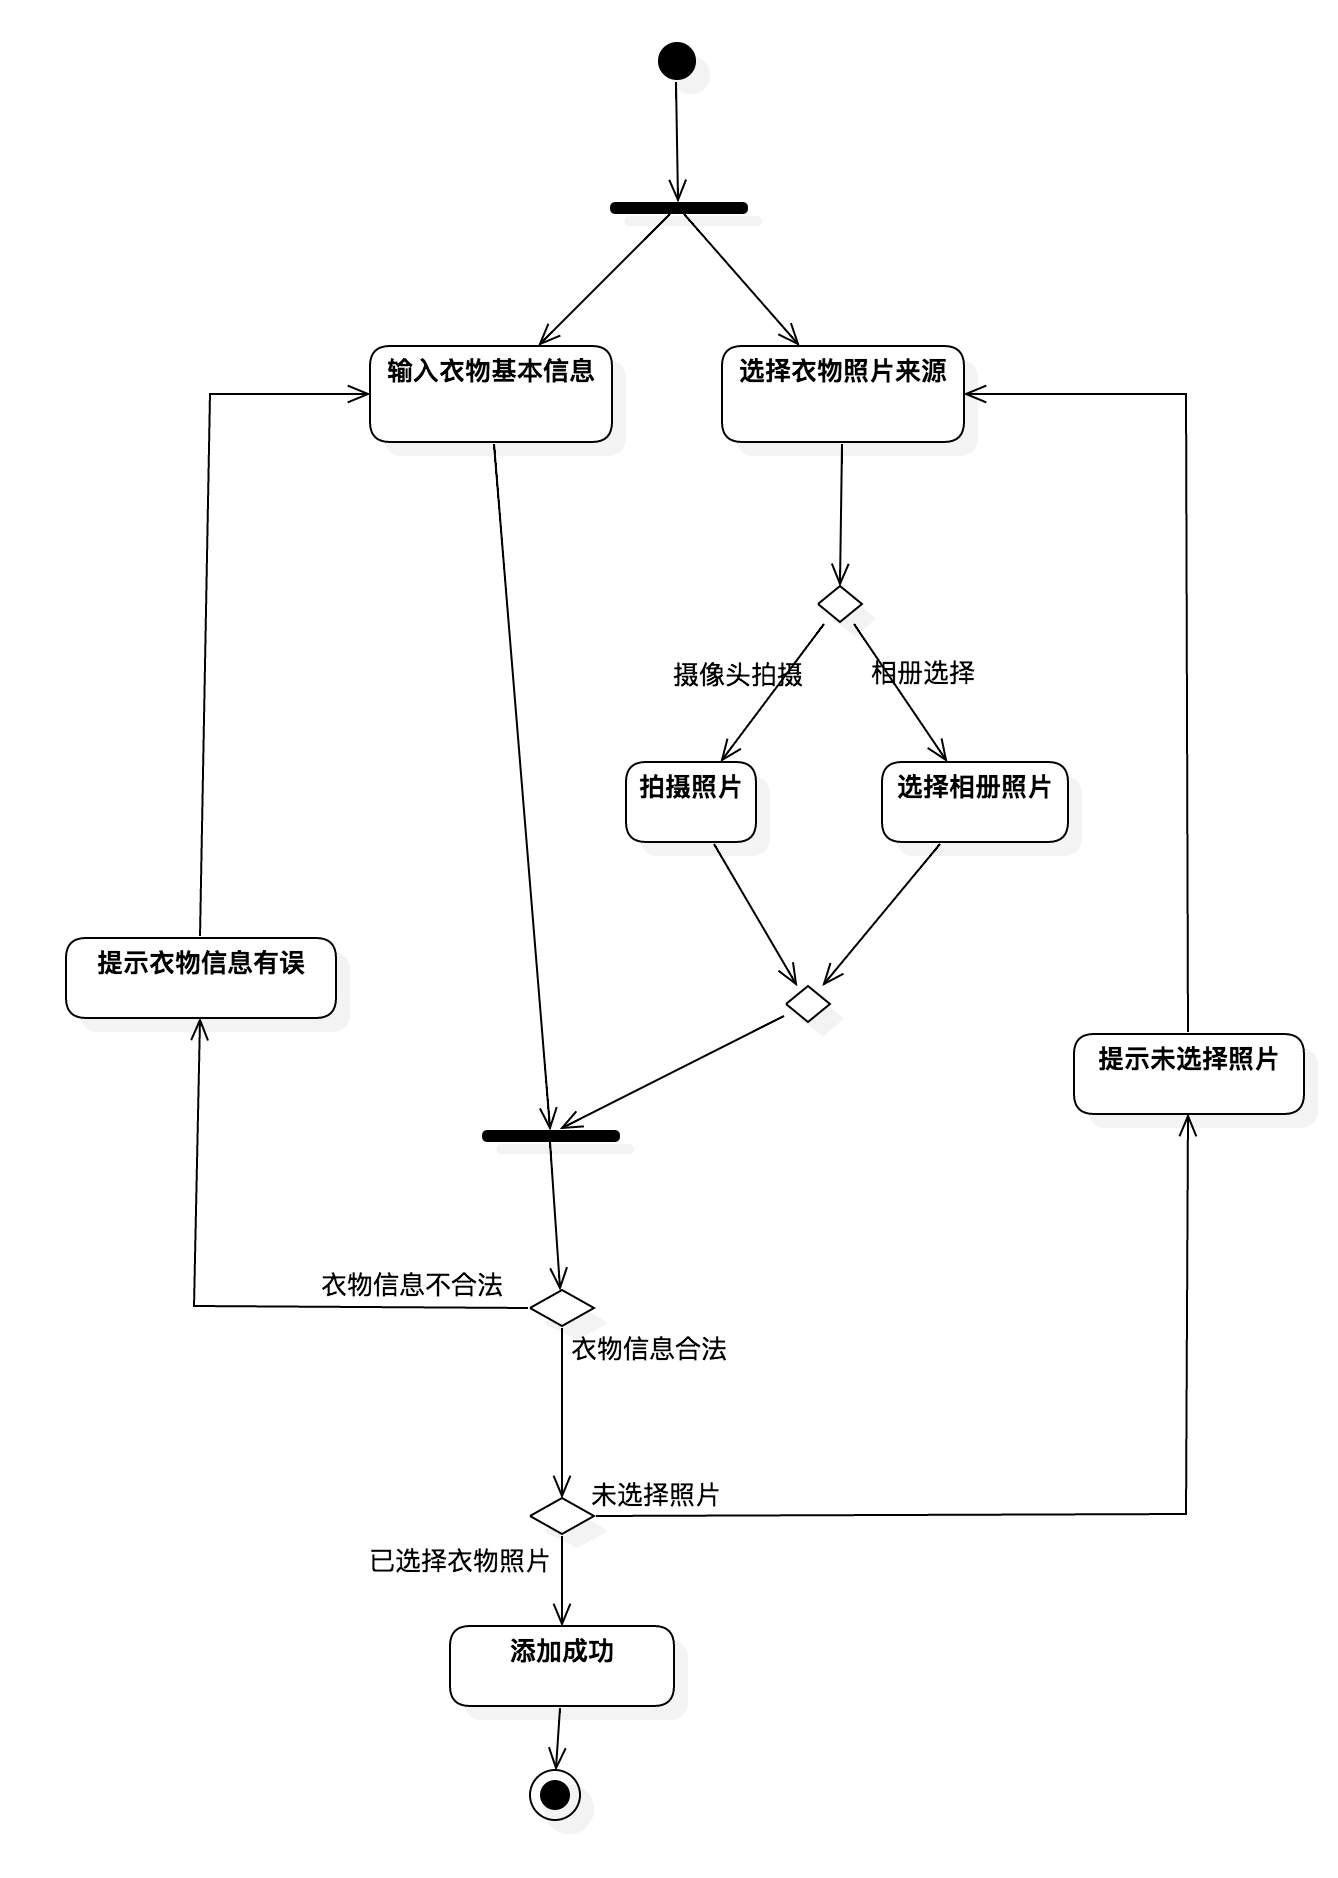 输入衣物基本信息
选择衣物照片来源
摄像头拍摄
相册选择
拍摄照片
选择相册照片
提示衣物信息有误
提示未选择照片
衣物信息不合法
衣物信息合法
未选择照片
已选择衣物照片
添加成功